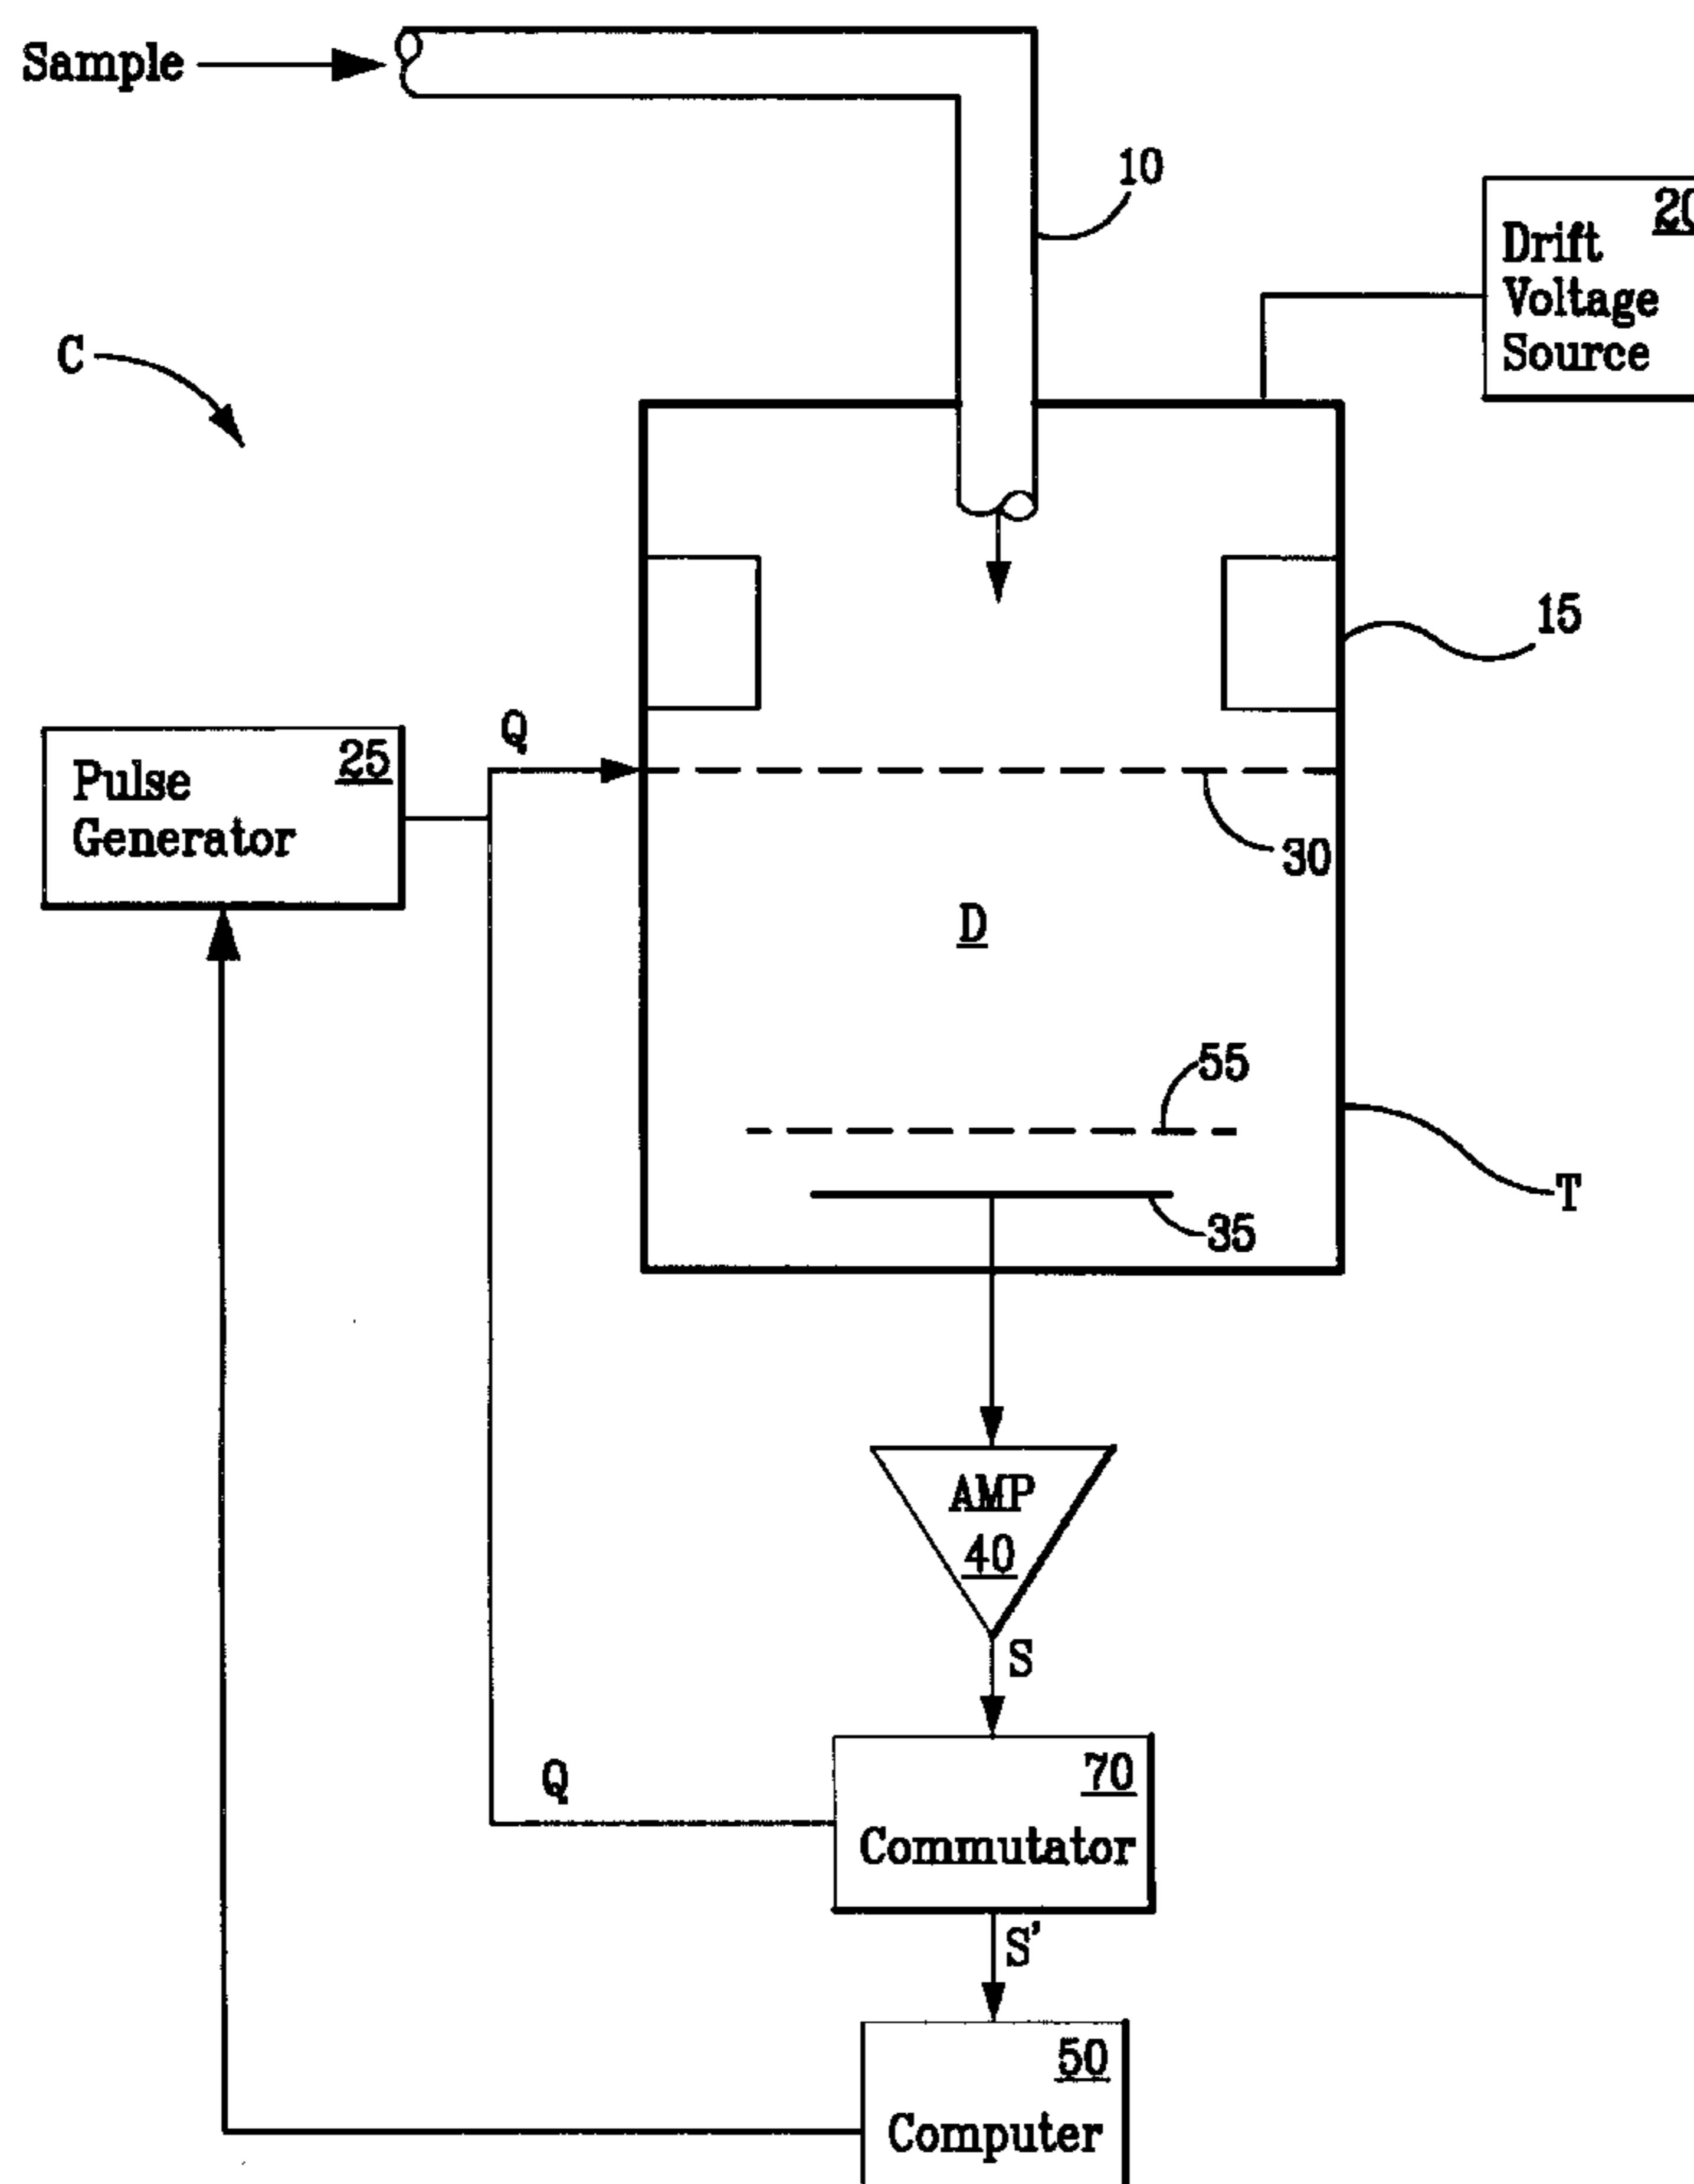 Sample
10
20
Drift
Voltage
Source
C
15
Q
25
Pulse
Generator
30
D
55
T
35
AMP
40
S
70
Q
Commutator
S'
50
Computer